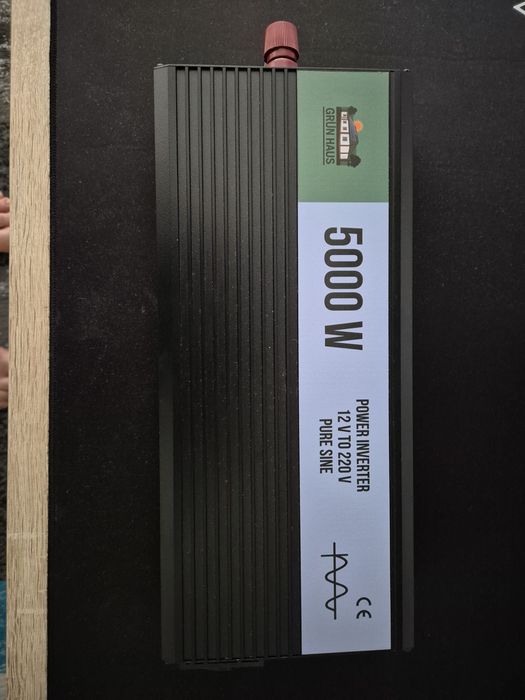 GRÜN HAUS
5000 W
POWER INVERTER
12 V TO 220 V
PURE SINE
CE